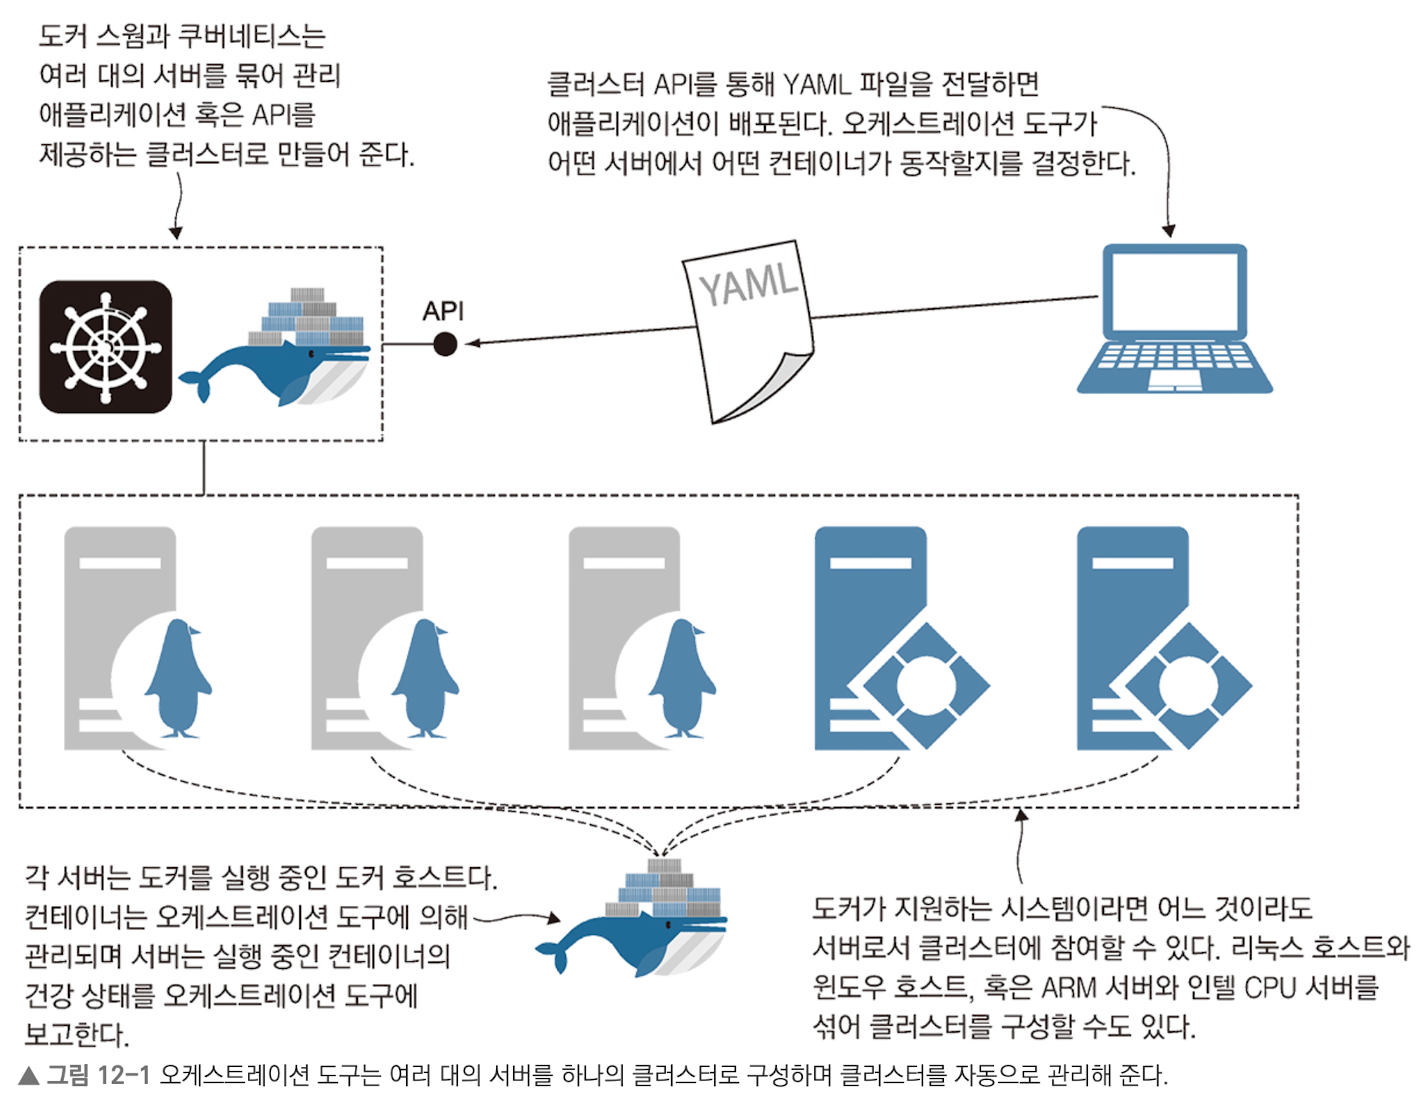 도커 스웜과 쿠버네티스는
여러 대의 서버를 묶어 관리
애플리케이션 혹은 API를
제공하는 클러스터로 만들어 준다.
클러스터 API를 통해 YAML 파일을 전달하면
애플리케이션이 배포된다. 오케스트레이션 도구가
어떤 서버에서 어떤 컨테이너가 동작할지를 결정한다.
API
YAML
각 서버는 도커를 실행 중인 도커 호스트다.
컨테이너는 오케스트레이션 도구에 의해
관리되며 서버는 실행 중인 컨테이너의
건강 상태를 오케스트레이션 도구에
보고한다.
도커가 지원하는 시스템이라면 어느 것이라도
서버로서 클러스터에 참여할 수 있다. 리눅스 호스트와
윈도우 호스트, 혹은 ARM 서버와 인텔 CPU 서버를
섞어 클러스터를 구성할 수도 있다.
▲ 그림 12-1 오케스트레이션 도구는 여러 대의 서버를 하나의 클러스터로 구성하며 클러스터를 자동으로 관리해 준다.